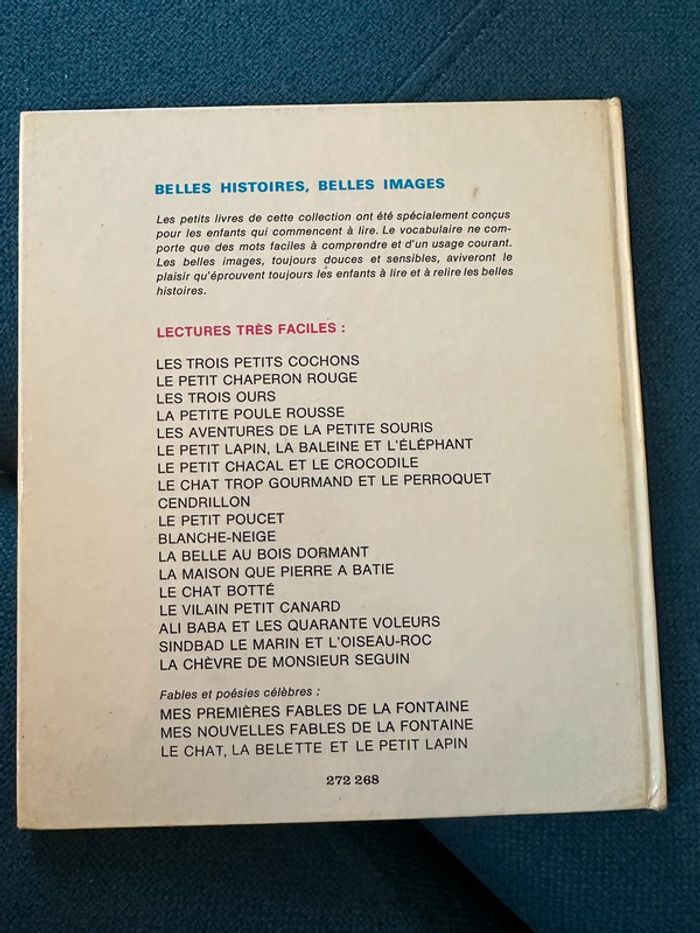 BELLES HISTOIRES, BELLES IMAGES
Les petits livres de cette collection ont été spécialement conçus
pour les enfants qui commencent à lire. Le vocabulaire ne com-
porte que des mots faciles à comprendre et d'un usage courant.
Les belles images, toujours douces et sensibles, aviveront le
plaisir qu'éprouvent toujours les enfants à lire et à relire les belles
histoires.
LECTURES TRÈS FACILES :
LES TROIS PETITS COCHONS
LE PETIT CHAPERON ROUGE
LES TROIS OURS
LA PETITE POULE ROUSSE
LES AVENTURES DE LA PETITE SOURIS
LE PETIT LAPIN, LA BALEINE ET L'ÉLÉPHANT
LE PETIT CHACAL ET LE CROCODILE
LE CHAT TROP GOURMAND ET LE PERROQUET
CENDRILLON
LE PETIT POUCET
BLANCHE-NEIGE
LA BELLE AU BOIS DORMANT
LA MAISON QUE PIERRE A BATIE
LE CHAT BOTTÉ
LE VILAIN PETIT CANARD
ALI BABA ET LES QUARANTE VOLEURS
SINDBAD LE MARIN ET L'OISEAU-ROC
LA CHÈVRE DE MONSIEUR SEGUIN
Fables et poésies célèbres :
MES PREMIÈRES FABLES DE LA FONTAINE
MES NOUVELLES FABLES DE LA FONTAINE
LE CHAT, LA BELETTE ET LE PETIT LAPIN
272 268